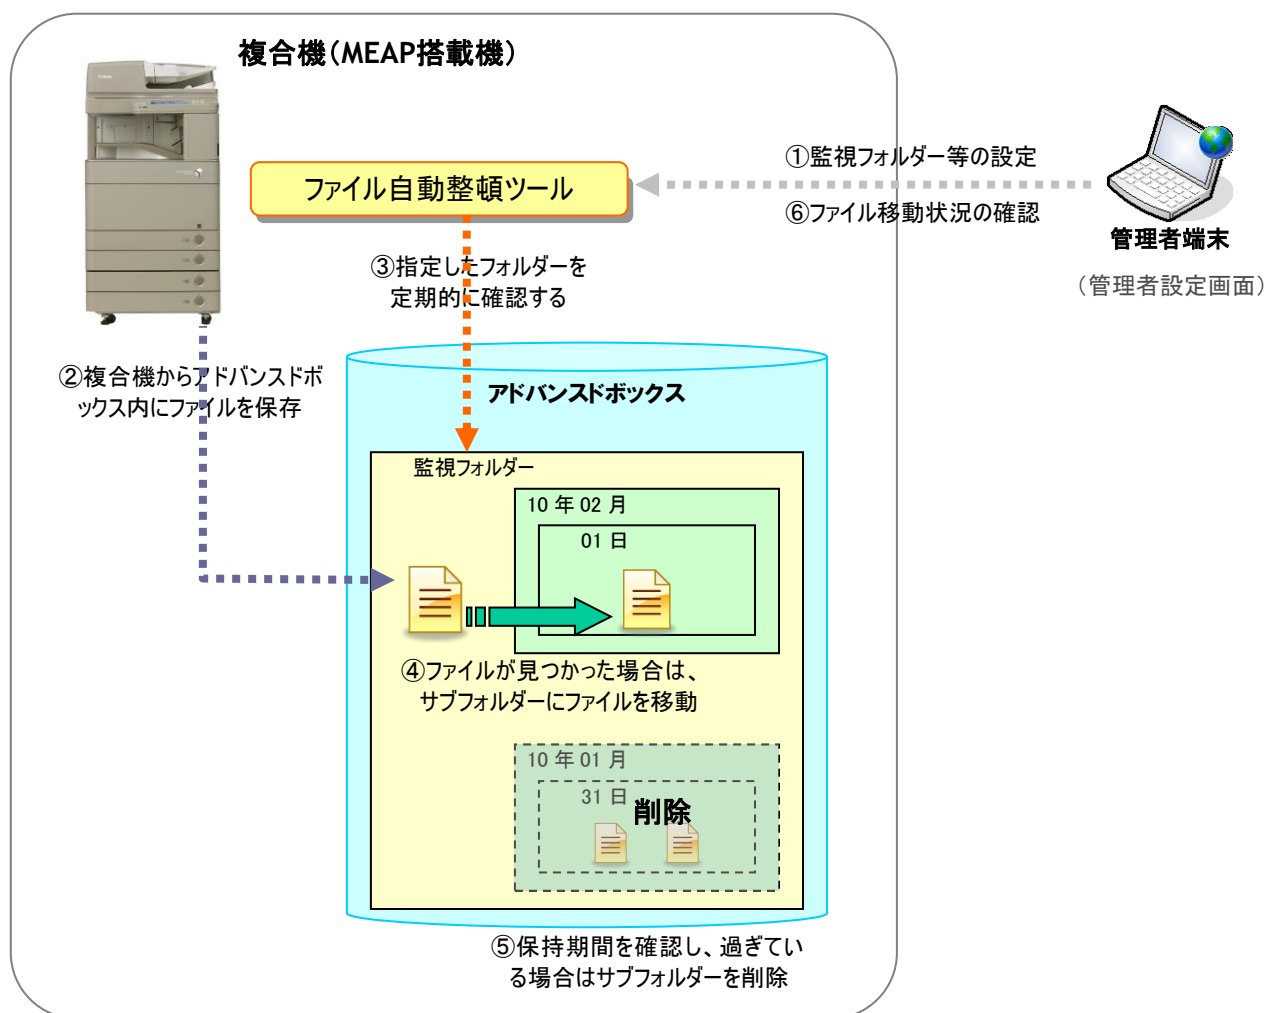 複合機（MEAP搭載機）
ファイル自動整頓ツール
①監視フォルダー等の設定
⑥ファイル移動状況の確認
管理者端末
（管理者設定画面）
③指定したフォルダーを
定期的に確認する
②複合機からアドバンスドボ
ックス内にファイルを保存
アドバンスドボックス
監視フォルダー
10 年 02 月
01 日
④ファイルが見つかった場合は、
サブフォルダーにファイルを移動
10 年 01 月
31 日
削除
⑤保持期間を確認し、過ぎてい
る場合はサブフォルダーを削除